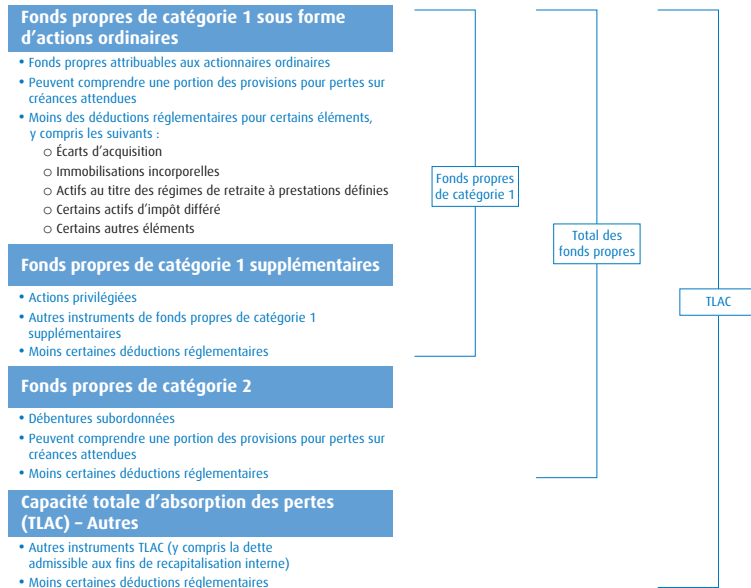 Fonds propres de catégorie 1 sous forme
d'actions ordinaires
• Fonds propres attribuables aux actionnaires ordinaires
• Peuvent comprendre une portion des provisions pour pertes sur
créances attendues
• Moins des déductions réglementaires pour certains éléments,
y compris les suivants :
o Écarts d'acquisition
o Immobilisations incorporelles
o Actifs au titre des régimes de retraite à prestations définies
o Certains actifs d'impôt différé
o Certains autres éléments
Fonds propres de catégorie 1 supplémentaires
• Actions privilégiées
• Autres instruments de fonds propres de catégorie 1
supplémentaires
• Moins certaines déductions réglementaires
Fonds propres de catégorie 2
• Débentures subordonnées
• Peuvent comprendre une portion des provisions pour pertes sur
créances attendues
• Moins certaines déductions réglementaires
Capacité totale d'absorption des pertes
(TLAC) – Autres
• Autres instruments TLAC (y compris la dette
admissible aux fins de recapitalisation interne)
• Moins certaines déductions réglementaires
Fonds propres
de catégorie 1
Total des
fonds propres
TLAC